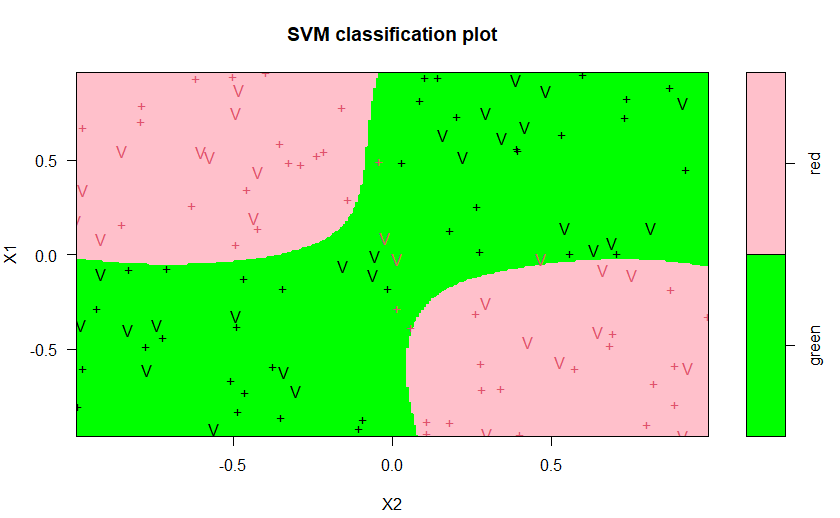 SVM classification plot
X1
0.5
0.0
-0.5
-0.5
0.0
0.5
X2
red
green